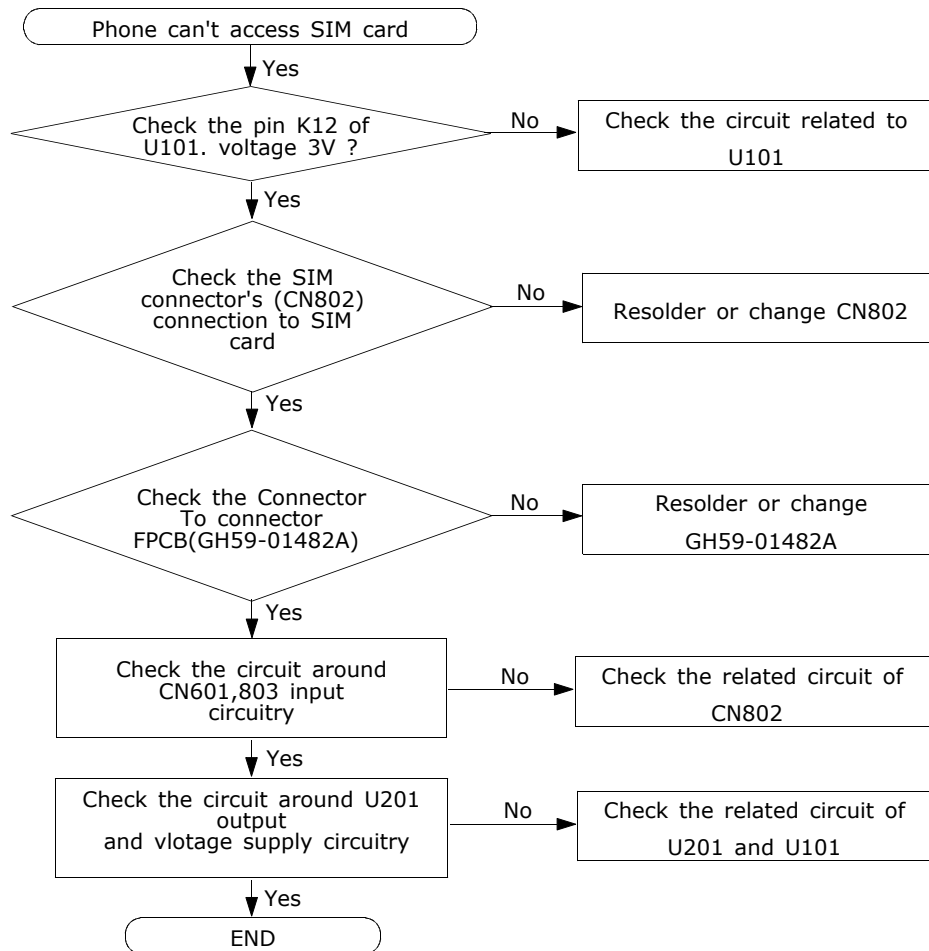 Phone can't access SIM card
Yes
Check the pin K12 of
U101. voltage 3V ?
No
Check the circuit related to
U101
Yes
Check the SIM
connector's (CN802)
connection to SIM
card
No
Resolder or change CN802
Yes
Check the Connector
To connector
FPCB(GH59-01482A)
No
Resolder or change
GH59-01482A
Yes
Check the circuit around
CN601,803 input
circuitry
No
Check the related circuit of
CN802
Yes
Check the circuit around U201
output
and vlotage supply circuitry
No
Check the related circuit of
U201 and U101
Yes
END